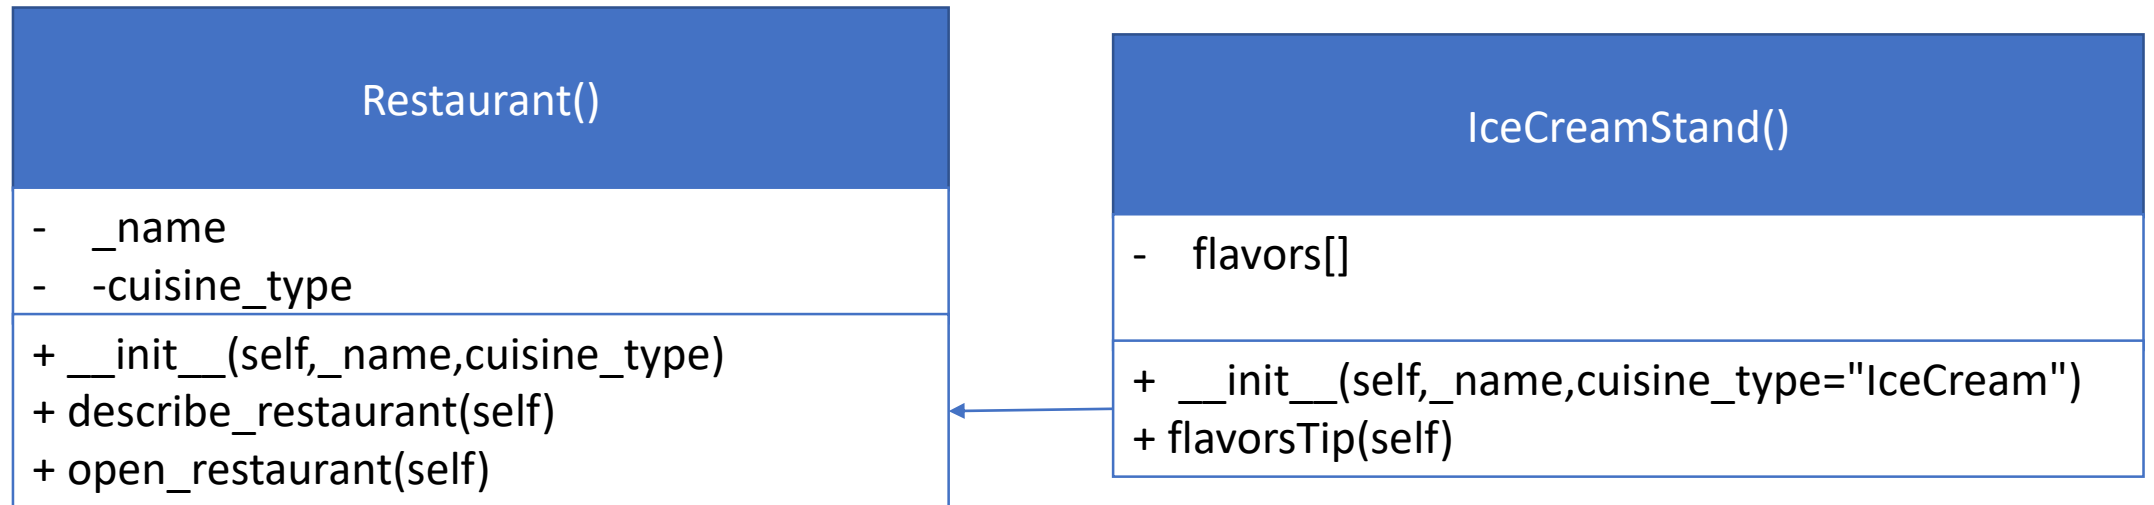 Restaurant()
- _name
- -cuisine_type
+ __init__(self,_name,cuisine_type)
+ describe_restaurant(self)
+ open_restaurant(self)
IceCreamStand()
- flavors[]
+ __init__(self,_name,cuisine_type="IceCream")
+ flavorsTip(self)